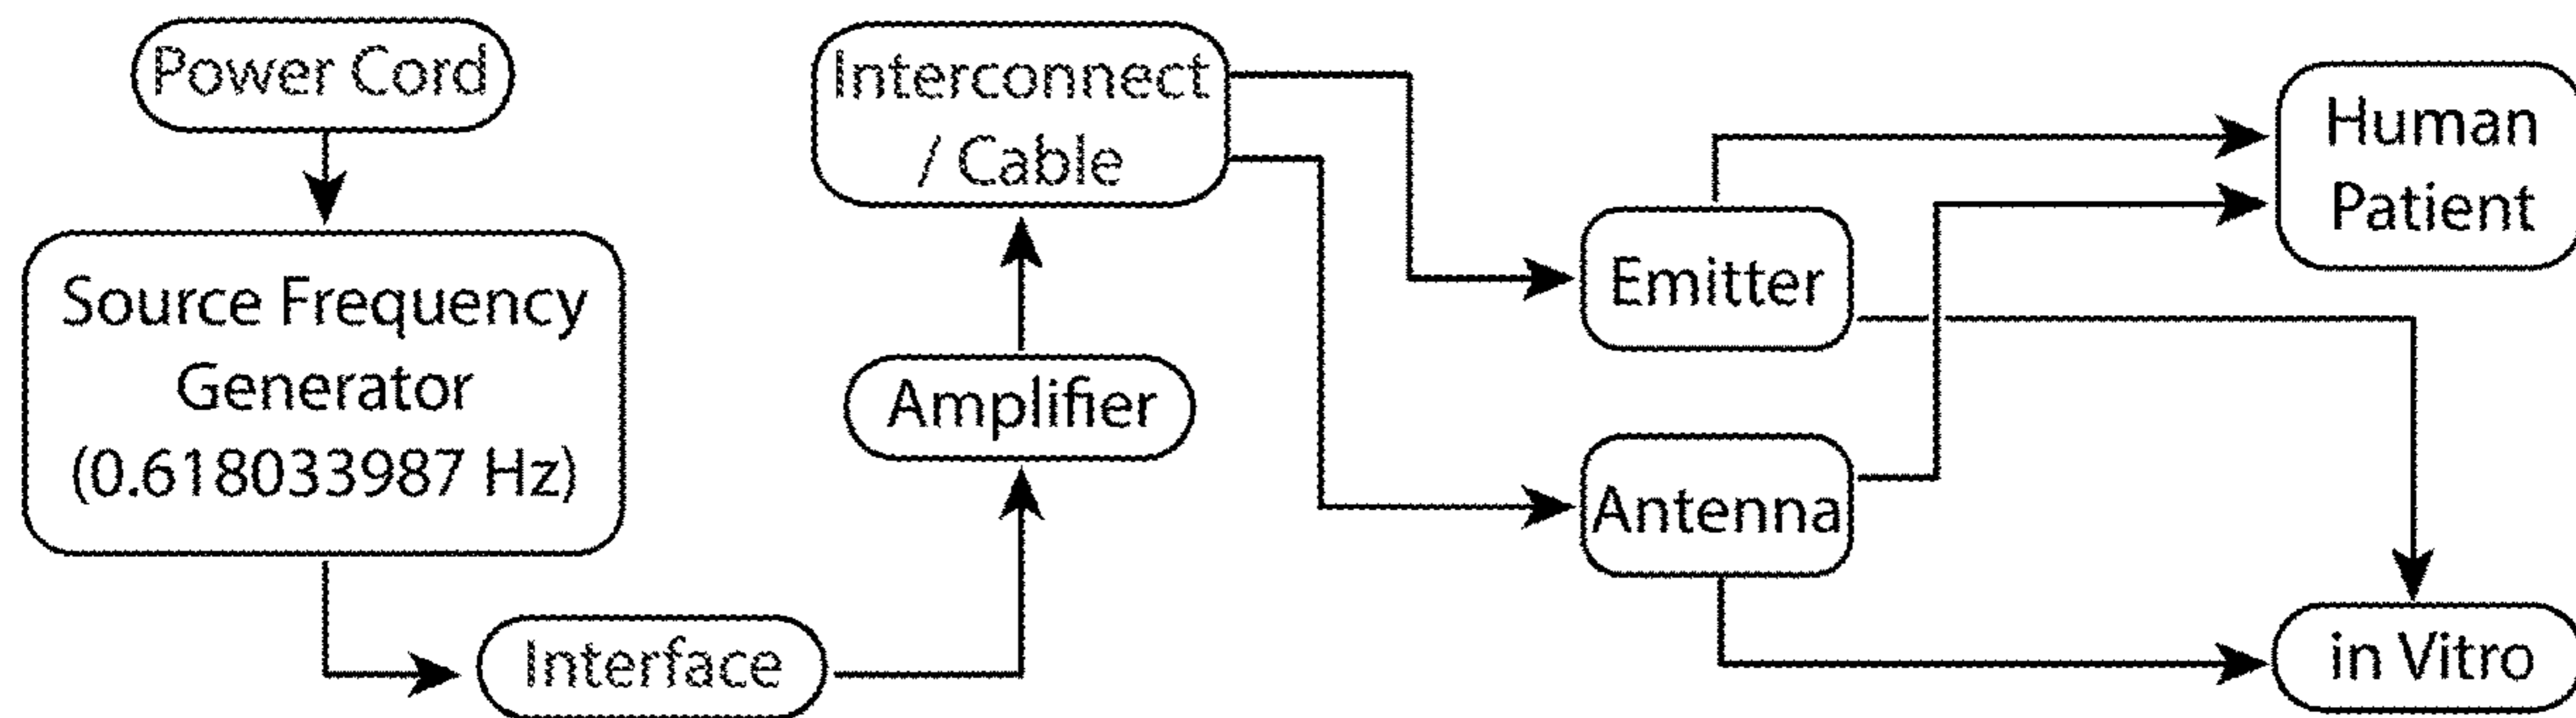 Power Cord
Source Frequency
Generator
(0.618033987 Hz)
Interface
Amplifier
Interconnect
/ Cable
Emitter
Antenna
Human
Patient
in Vitro